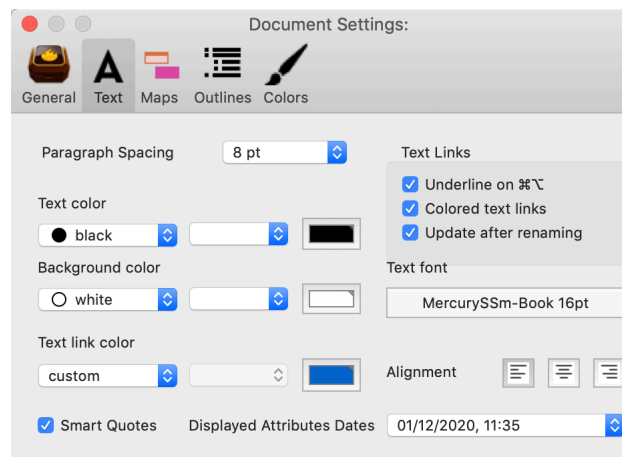 Document Settings:
General Text Maps Outlines Colors
Paragraph Spacing 8 pt Text Links
Underline on ⌘⌥
Colored text links
Update after renaming
Text color
black
Background color Text font
white MercurySSm-Book 16pt
Text link color
custom Alignment
Smart Quotes Displayed Attributes Dates 01/12/2020, 11:35